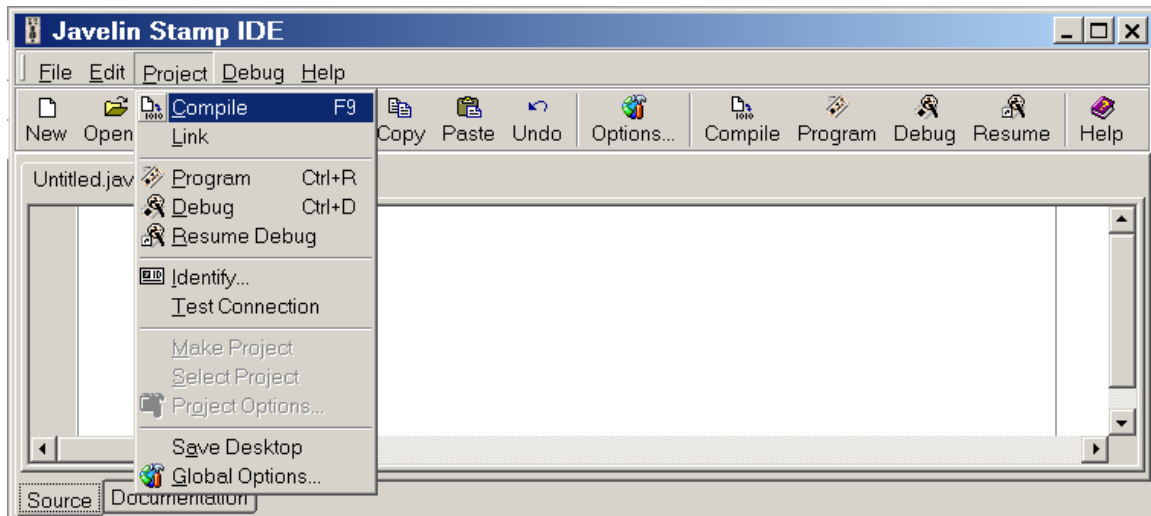 Javelin Stamp IDE
File Edit Project Debug Help
New Open Copy Paste Undo Options... Compile Program Debug Resume Help
Compile F9
Link
Untitled.jav
Program Ctrl+R
Debug Ctrl+D
Resume Debug
Identify...
Test Connection
Make Project
Select Project
Project Options...
Save Desktop
Global Options...
Source Documentation